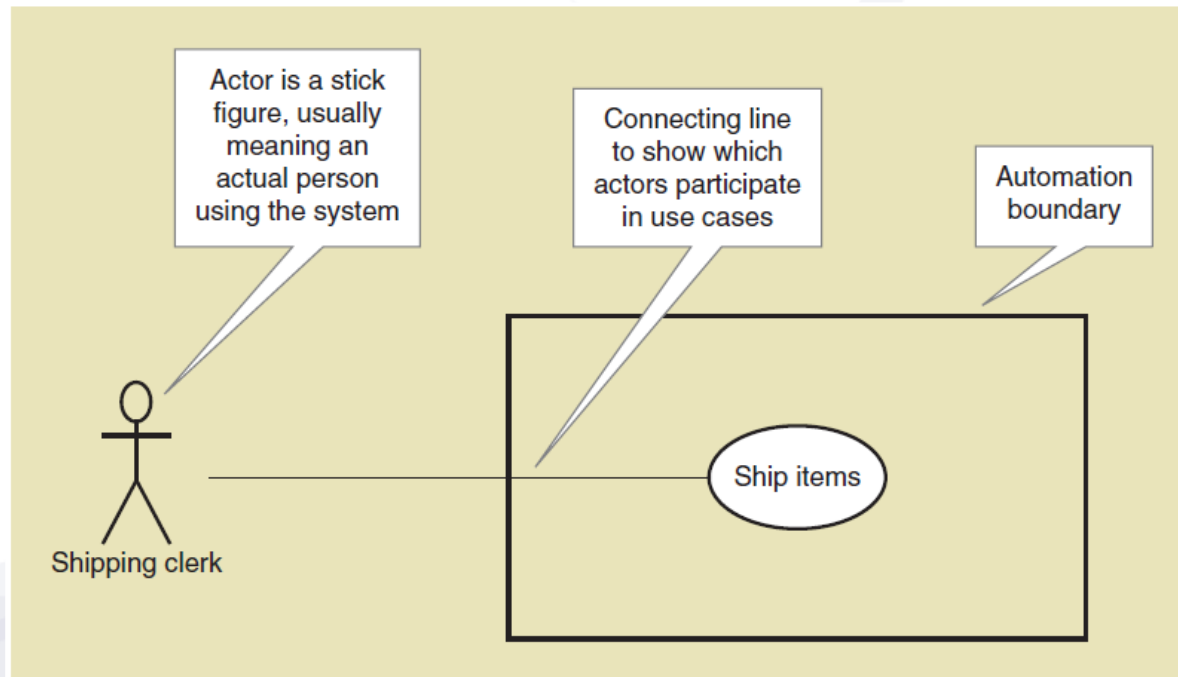 Actor is a stick
figure, usually
meaning an
actual person
using the system
Connecting line
to show which
actors participate
in use cases
Automation
boundary
Ship items
Shipping clerk